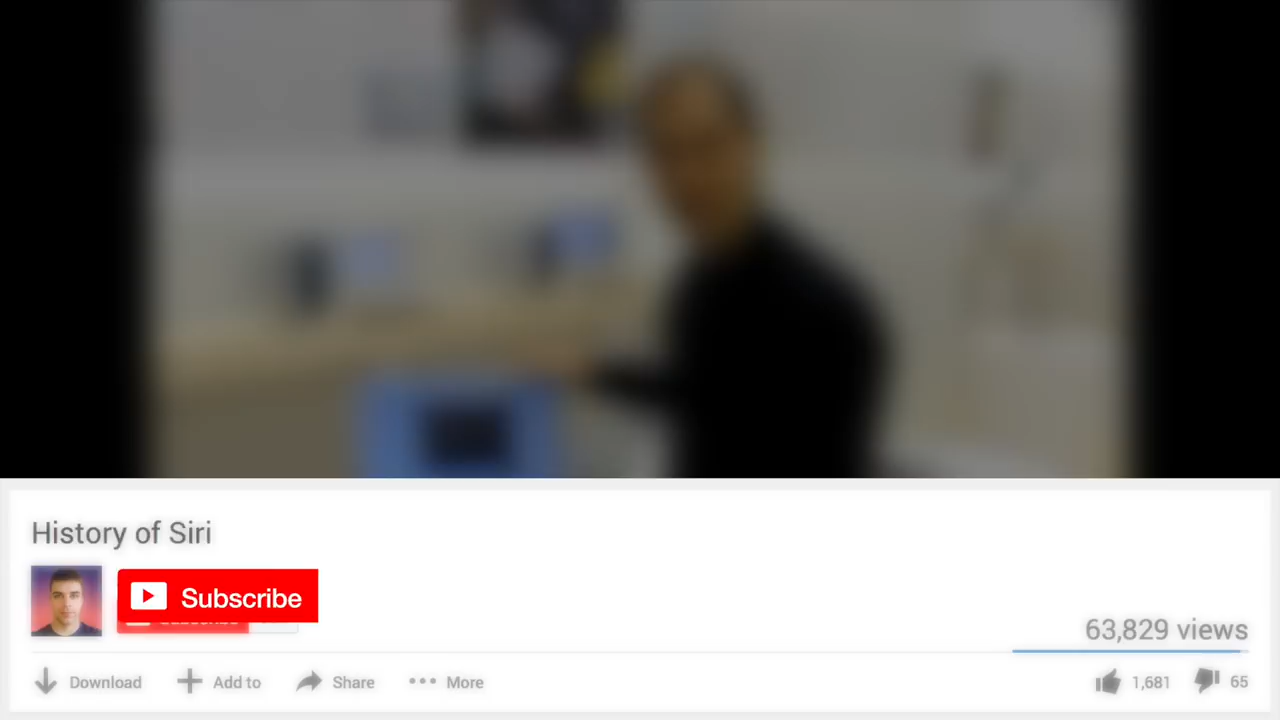 History of Siri
Subscribe
63,829 views
Download
Add to
Share
More
1,681
65